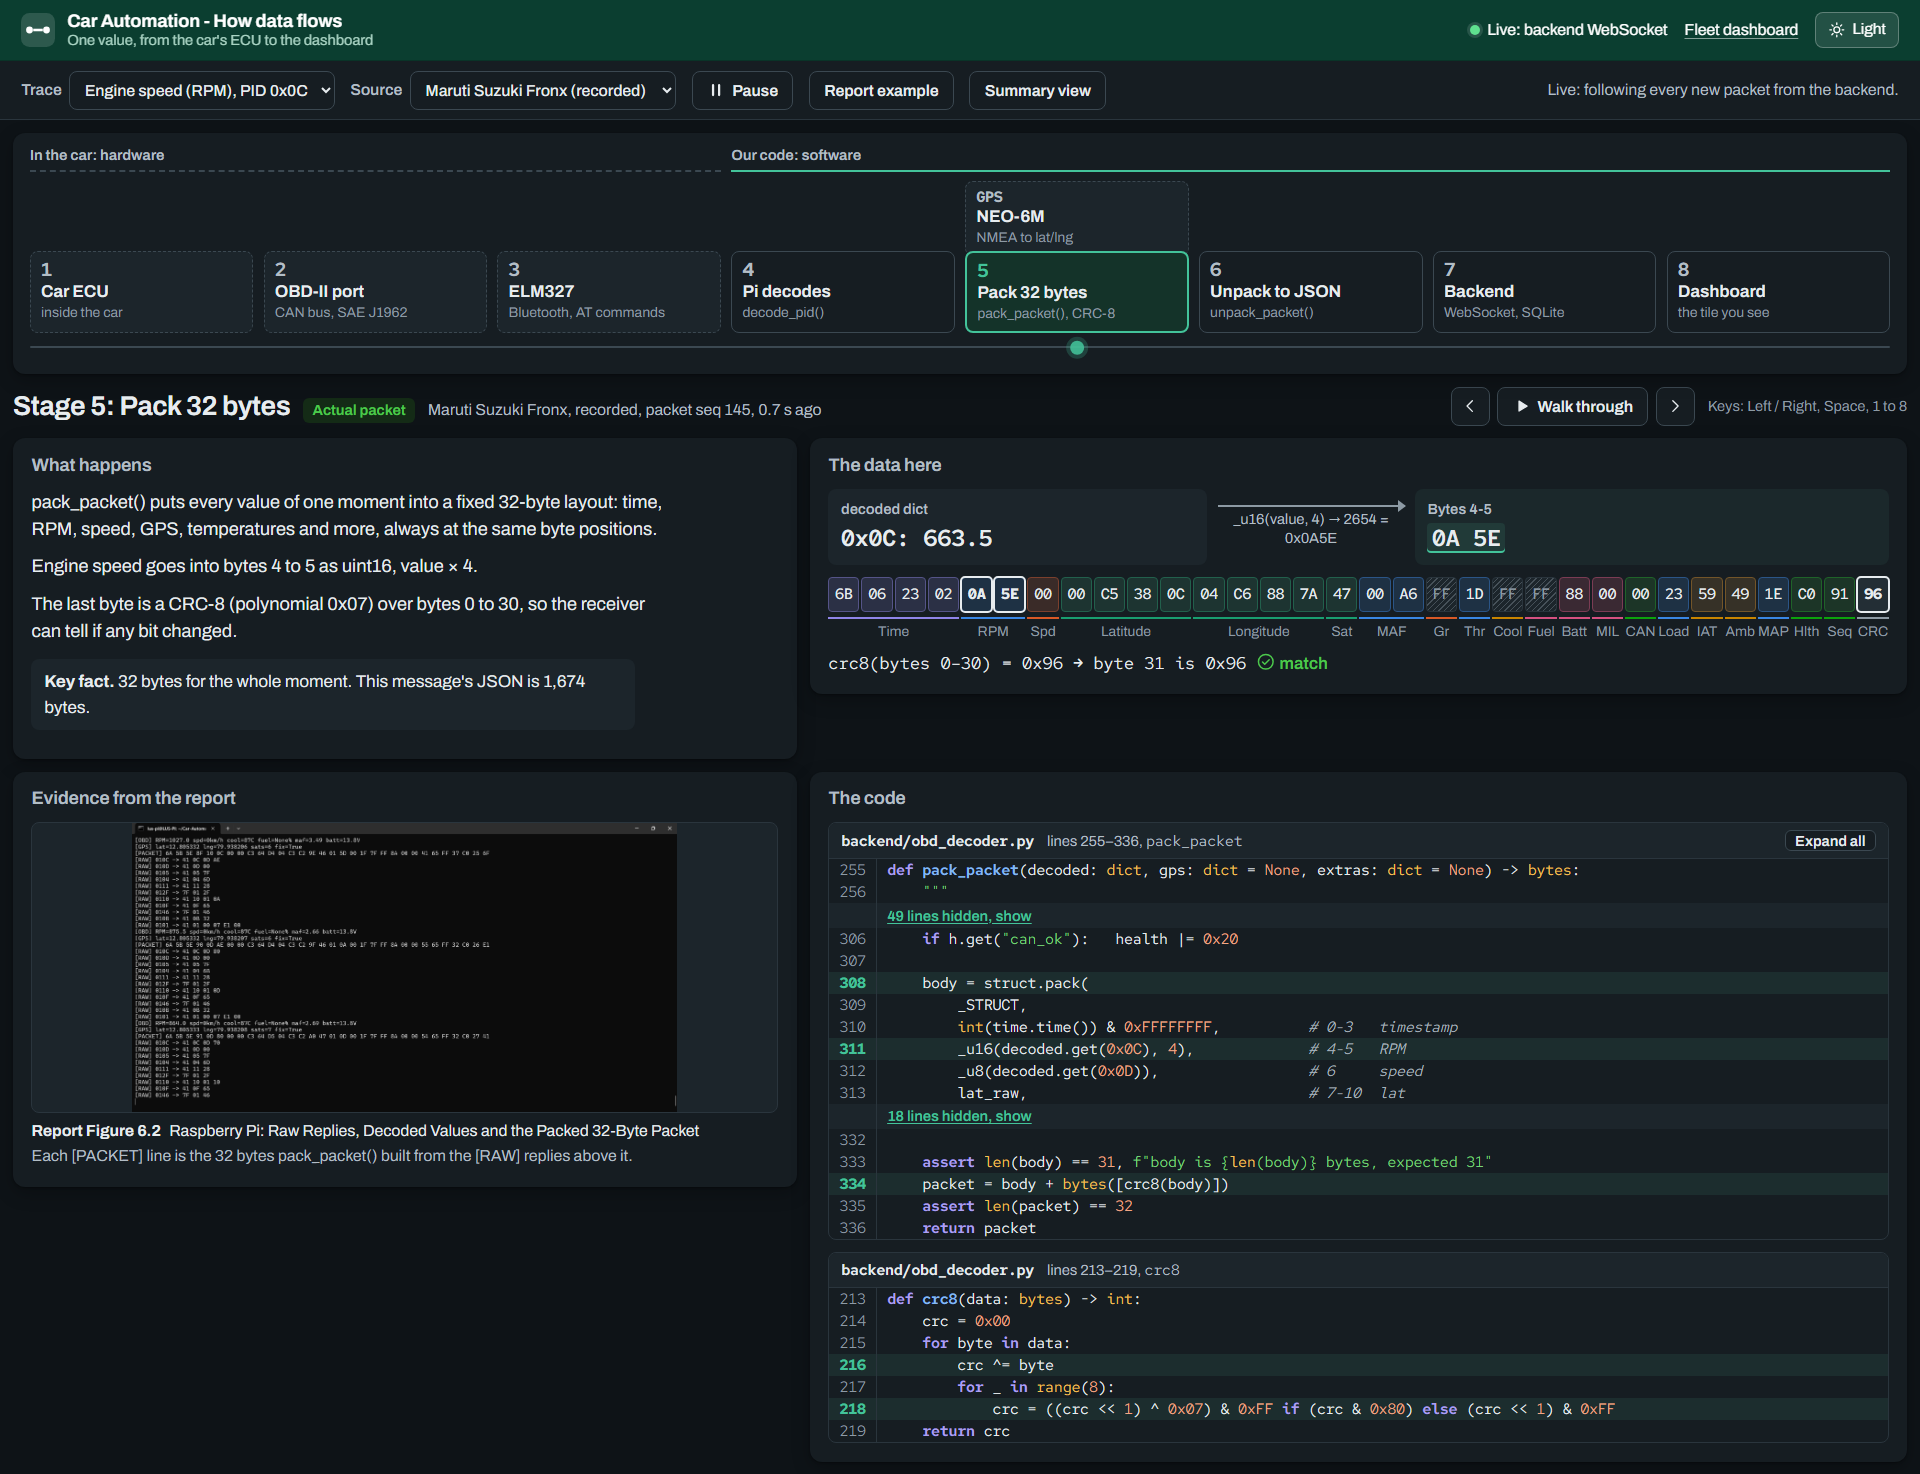 Car Automation - How data flows
One value, from the car's ECU to the dashboard
Live: backend WebSocket
Fleet dashboard
Light
Trace
Engine speed (RPM), PID 0x0C
Source
Maruti Suzuki Fronx (recorded)
Pause
Report example
Summary view
Live: following every new packet from the backend.
In the car: hardware
Our code: software
GPS
NEO-6M
NMEA to lat/lng
1
Car ECU
inside the car
2
OBD-II port
CAN bus, SAE J1962
3
ELM327
Bluetooth, AT commands
4
Pi decodes
decode_pid()
5
Pack 32 bytes
pack_packet(), CRC-8
6
Unpack to JSON
unpack_packet()
7
Backend
WebSocket, SQLite
8
Dashboard
the tile you see
Stage 5: Pack 32 bytes
Actual packet
Maruti Suzuki Fronx, recorded, packet seq 145, 0.7 s ago
Walk through
Keys: Left / Right, Space, 1 to 8
What happens
pack_packet() puts every value of one moment into a fixed 32-byte layout: time,
RPM, speed, GPS, temperatures and more, always at the same byte positions.
Engine speed goes into bytes 4 to 5 as uint16, value × 4.
The last byte is a CRC-8 (polynomial 0x07) over bytes 0 to 30, so the receiver
can tell if any bit changed.
Key fact. 32 bytes for the whole moment. This message's JSON is 1,674
bytes.
The data here
decoded dict
0x0C: 663.5
_u16(value, 4) → 2654 =
0x0A5E
Bytes 4-5
0A 5E
6B 06 23 02 0A 5E 00 00 C5 38 0C 04 C6 88 7A 47 00 A6 FF 1D FF FF 88 00 00 23 59 49 1E C0 91 96
Time RPM Spd Latitude Longitude Sat MAF Gr Thr Cool Fuel Batt MIL CAN Load IAT Amb MAP Hlth Seq CRC
crc8(bytes 0–30) = 0x96 → byte 31 is 0x96 match
Evidence from the report
Report Figure 6.2 Raspberry Pi: Raw Replies, Decoded Values and the Packed 32-Byte Packet
Each [PACKET] line is the 32 bytes pack_packet() built from the [RAW] replies above it.
The code
backend/obd_decoder.py lines 255–336, pack_packet
Expand all
255 def pack_packet(decoded: dict, gps: dict = None, extras: dict = None) -> bytes:
256 """
49 lines hidden, show
306 if h.get("can_ok"): health |= 0x20
307
308 body = struct.pack(
309 _STRUCT,
310 int(time.time()) & 0xFFFFFFFF, # 0-3 timestamp
311 _u16(decoded.get(0x0C), 4), # 4-5 RPM
312 _u8(decoded.get(0x0D)), # 6 speed
313 lat_raw, # 7-10 lat
18 lines hidden, show
332
333 assert len(body) == 31, f"body is {len(body)} bytes, expected 31"
334 packet = body + bytes([crc8(body)])
335 assert len(packet) == 32
336 return packet
backend/obd_decoder.py lines 213–219, crc8
213 def crc8(data: bytes) -> int:
214 crc = 0x00
215 for byte in data:
216 crc ^= byte
217 for _ in range(8):
218 crc = ((crc << 1) ^ 0x07) & 0xFF if (crc & 0x80) else (crc << 1) & 0xFF
219 return crc